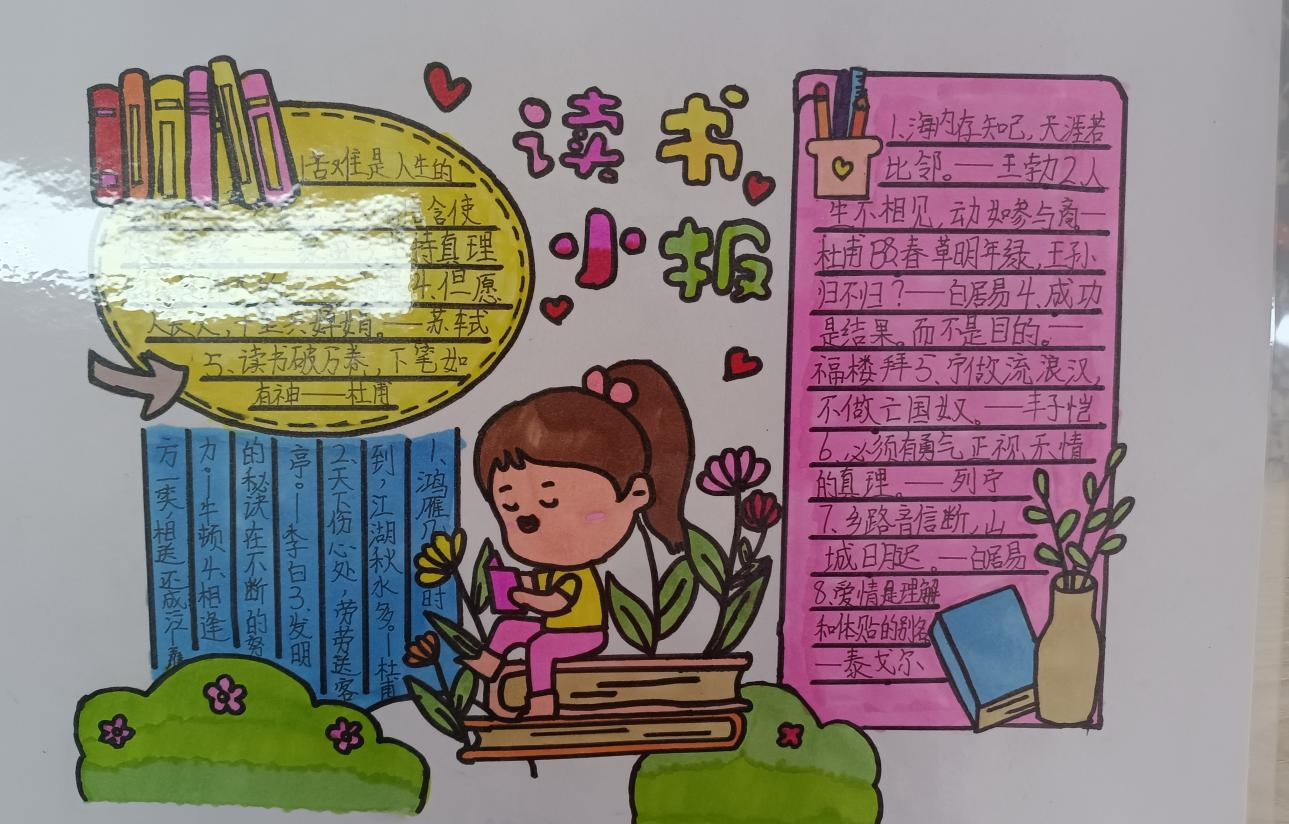 读书
小报
1苦难是人生的
含使
持真理
4、但愿
人长久，千里共婵娟。——苏轼
5、读书破万卷，下笔如
有神——杜甫
1、鸿雁几时
到，江湖秋水多。——杜甫
2、天下伤心处，劳劳送客
亭。——李白3、发明
的秘诀在不断的努
力。——牛顿4、相逢
方一笑相送还成泣
1、海内存知己，天涯若
比邻。——王勃2、人
生不相见，动如参与商——
杜甫 春草明年绿，王孙
归不归？——白居易4、成功
是结果。而不是目的。——
福楼拜5、宁做流浪汉，
不做亡国奴。——丰子恺
6、必须有勇气正视无情
的真理。——列宁
7、乡路音信断，山
城日月迟。——白居易
8、爱情是理解
和体贴的别名
——泰戈尔